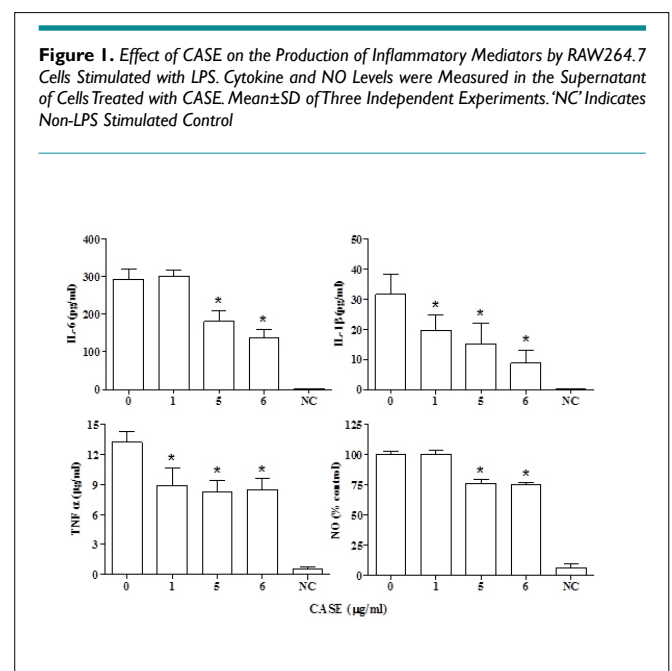 Figure 1. Effect of CASE on the Production of Inflammatory Mediators by RAW264.7
Cells Stimulated with LPS. Cytokine and NO Levels were Measured in the Supernatant
of Cells Treated with CASE. Mean±SD of Three Independent Experiments. ‘NC’ Indicates
Non-LPS Stimulated Control
IL-6 (µg/ml)
400
300
200
100
0
* *
0 1 5 6 NC
IL-1β (µg/ml)
50
40
30
20
10
0
* * *
0 1 5 6 NC
TNF α (µg/ml)
15
12
9
6
3
0
* * *
0 1 5 6 NC
NO (% control)
125
100
75
50
25
0
* *
0 1 5 6 NC
CASE (µg/ml)